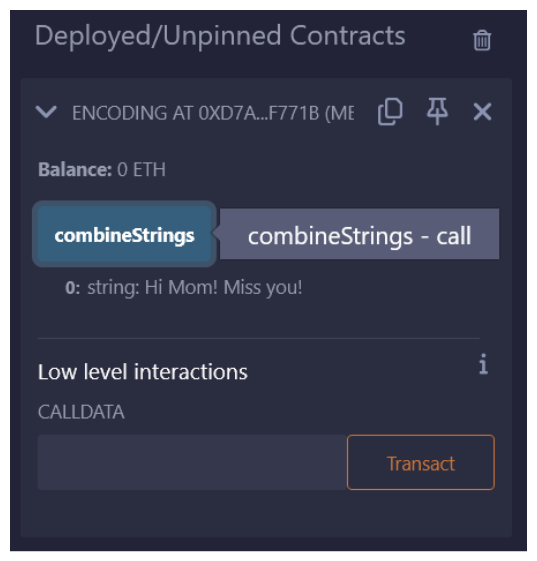 Deployed/Unpinned Contracts
ENCODING AT 0XD7A...F771B (ME
Balance: 0 ETH
combineStrings
combineStrings - call
0: string: Hi Mom! Miss you!
Low level interactions
i
CALLDATA
Transact